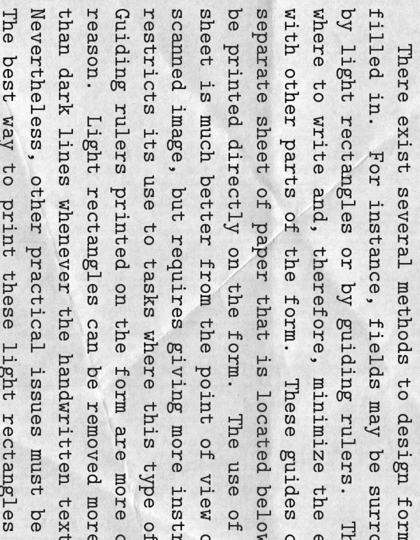 There exist several methods to design form
filled in. For instance, fields may be surro
by light rectangles or by guiding rulers. Th
where to write and, therefore, minimize the e
with other parts of the form. These guides c
separate sheet of paper that is located below
be printed directly on the form. The use of
sheet is much better from the point of view o
scanned image, but requires giving more instr
restricts its use to tasks where this type of
Guiding rulers printed on the form are more c
reason. Light rectangles can be removed more
than dark lines whenever the handwritten text
Nevertheless, other practical issues must be
The best way to print these light rectangles